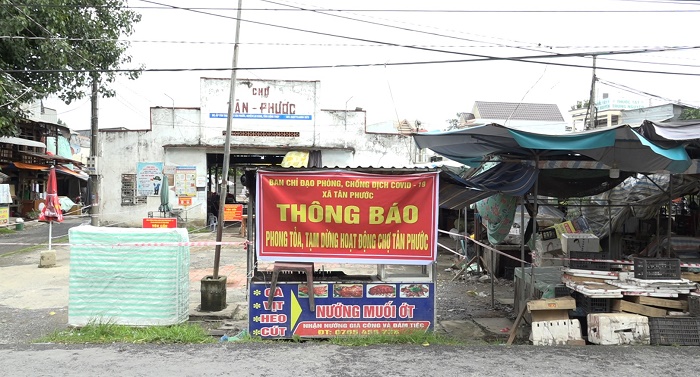 CHỢ
TÂN - PHƯỚC
BAN CHỈ ĐẠO PHÒNG, CHỐNG DỊCH COVID - 19
XÃ TÂN PHƯỚC
THÔNG BÁO
PHONG TỎA, TẠM DỪNG HOẠT ĐỘNG CHỢ TÂN PHƯỚC
* GÀ
* VỊT
* HEO
* CÚT
NƯỚNG MUỐI ỚT
NHẬN NƯỚNG GIA CÔNG VÀ ĐÁM TIỆC